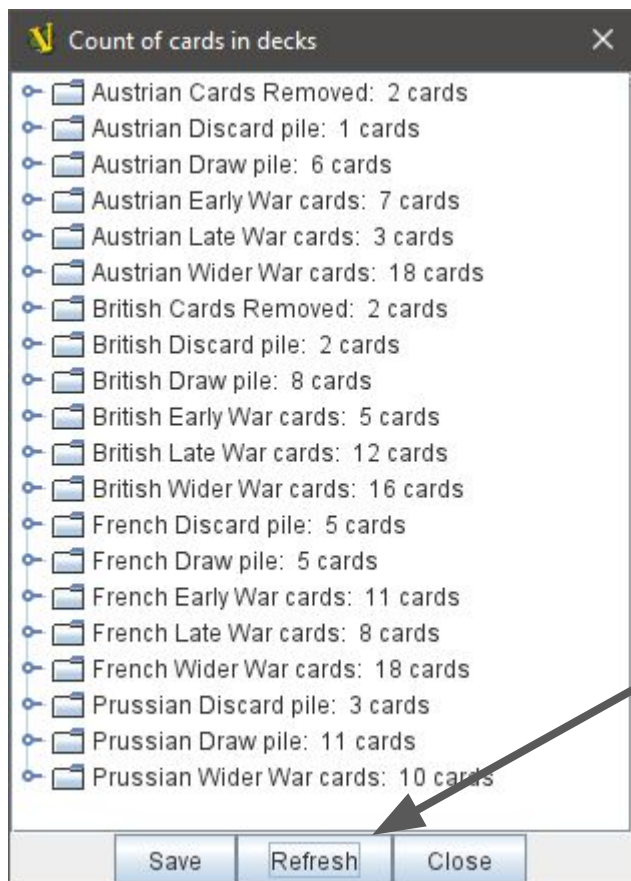 Count of cards in decks
Austrian Cards Removed: 2 cards
Austrian Discard pile: 1 cards
Austrian Draw pile: 6 cards
Austrian Early War cards: 7 cards
Austrian Late War cards: 3 cards
Austrian Wider War cards: 18 cards
British Cards Removed: 2 cards
British Discard pile: 2 cards
British Draw pile: 8 cards
British Early War cards: 5 cards
British Late War cards: 12 cards
British Wider War cards: 16 cards
French Discard pile: 5 cards
French Draw pile: 5 cards
French Early War cards: 11 cards
French Late War cards: 8 cards
French Wider War cards: 18 cards
Prussian Discard pile: 3 cards
Prussian Draw pile: 11 cards
Prussian Wider War cards: 10 cards
Save Refresh Close